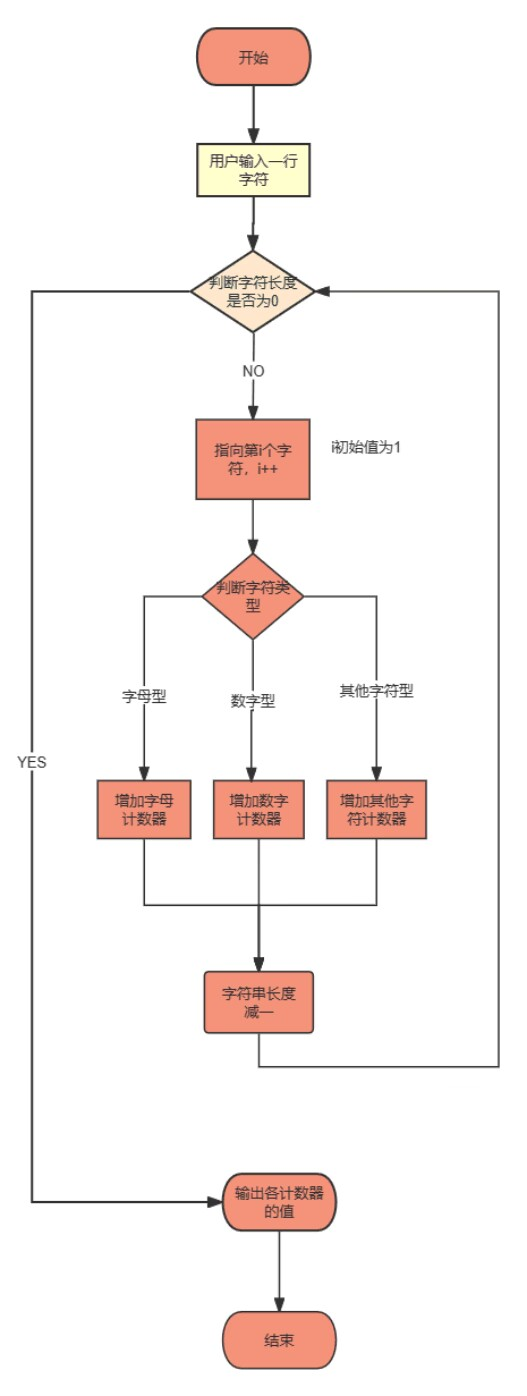 开始
用户输入一行
字符
判断字符长度
是否为0
NO
指向第i个字
符，i++
i初始值为1
判断字符类
型
字母型
数字型
其他字符型
YES
增加字母
计数器
增加数字
计数器
增加其他字
符计数器
字符串长度
减一
输出各计数器
的值
结束